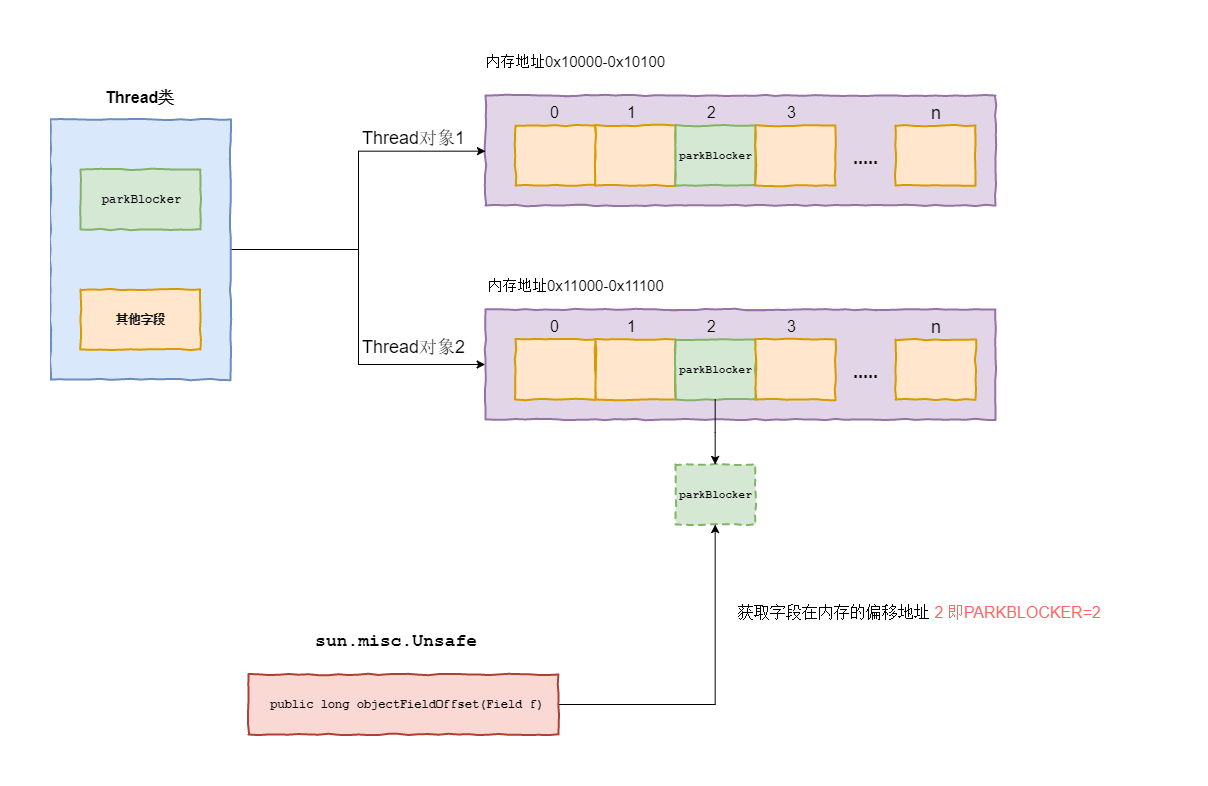 内存地址0x10000-0x10100
Thread类
0 1 2 3 n
Thread对象1
parkBlocker
.....
parkBlocker
内存地址0x11000-0x11100
其他字段
0 1 2 3 n
Thread对象2
parkBlocker
.....
parkBlocker
获取字段在内存的偏移地址 2 即PARKBLOCKER=2
sun.misc.Unsafe
public long objectFieldOffset(Field f)